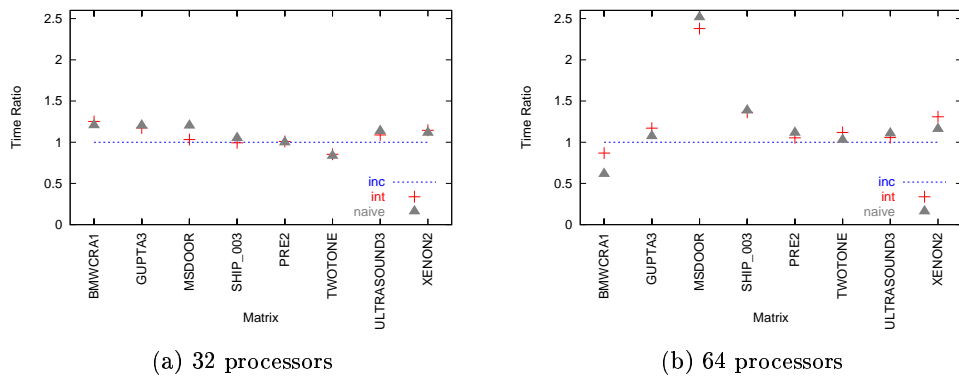 2.5
2
1.5
1
0.5
0
Time Ratio
inc
int
naive
BMWCRA1
GUPTA3
MSDOOR
SHIP_003
PRE2
TWOTONE
ULTRASOUND3
XENON2
Matrix
(a) 32 processors
2.5
2
1.5
1
0.5
0
Time Ratio
inc
int
naive
BMWCRA1
GUPTA3
MSDOOR
SHIP_003
PRE2
TWOTONE
ULTRASOUND3
XENON2
Matrix
(b) 64 processors